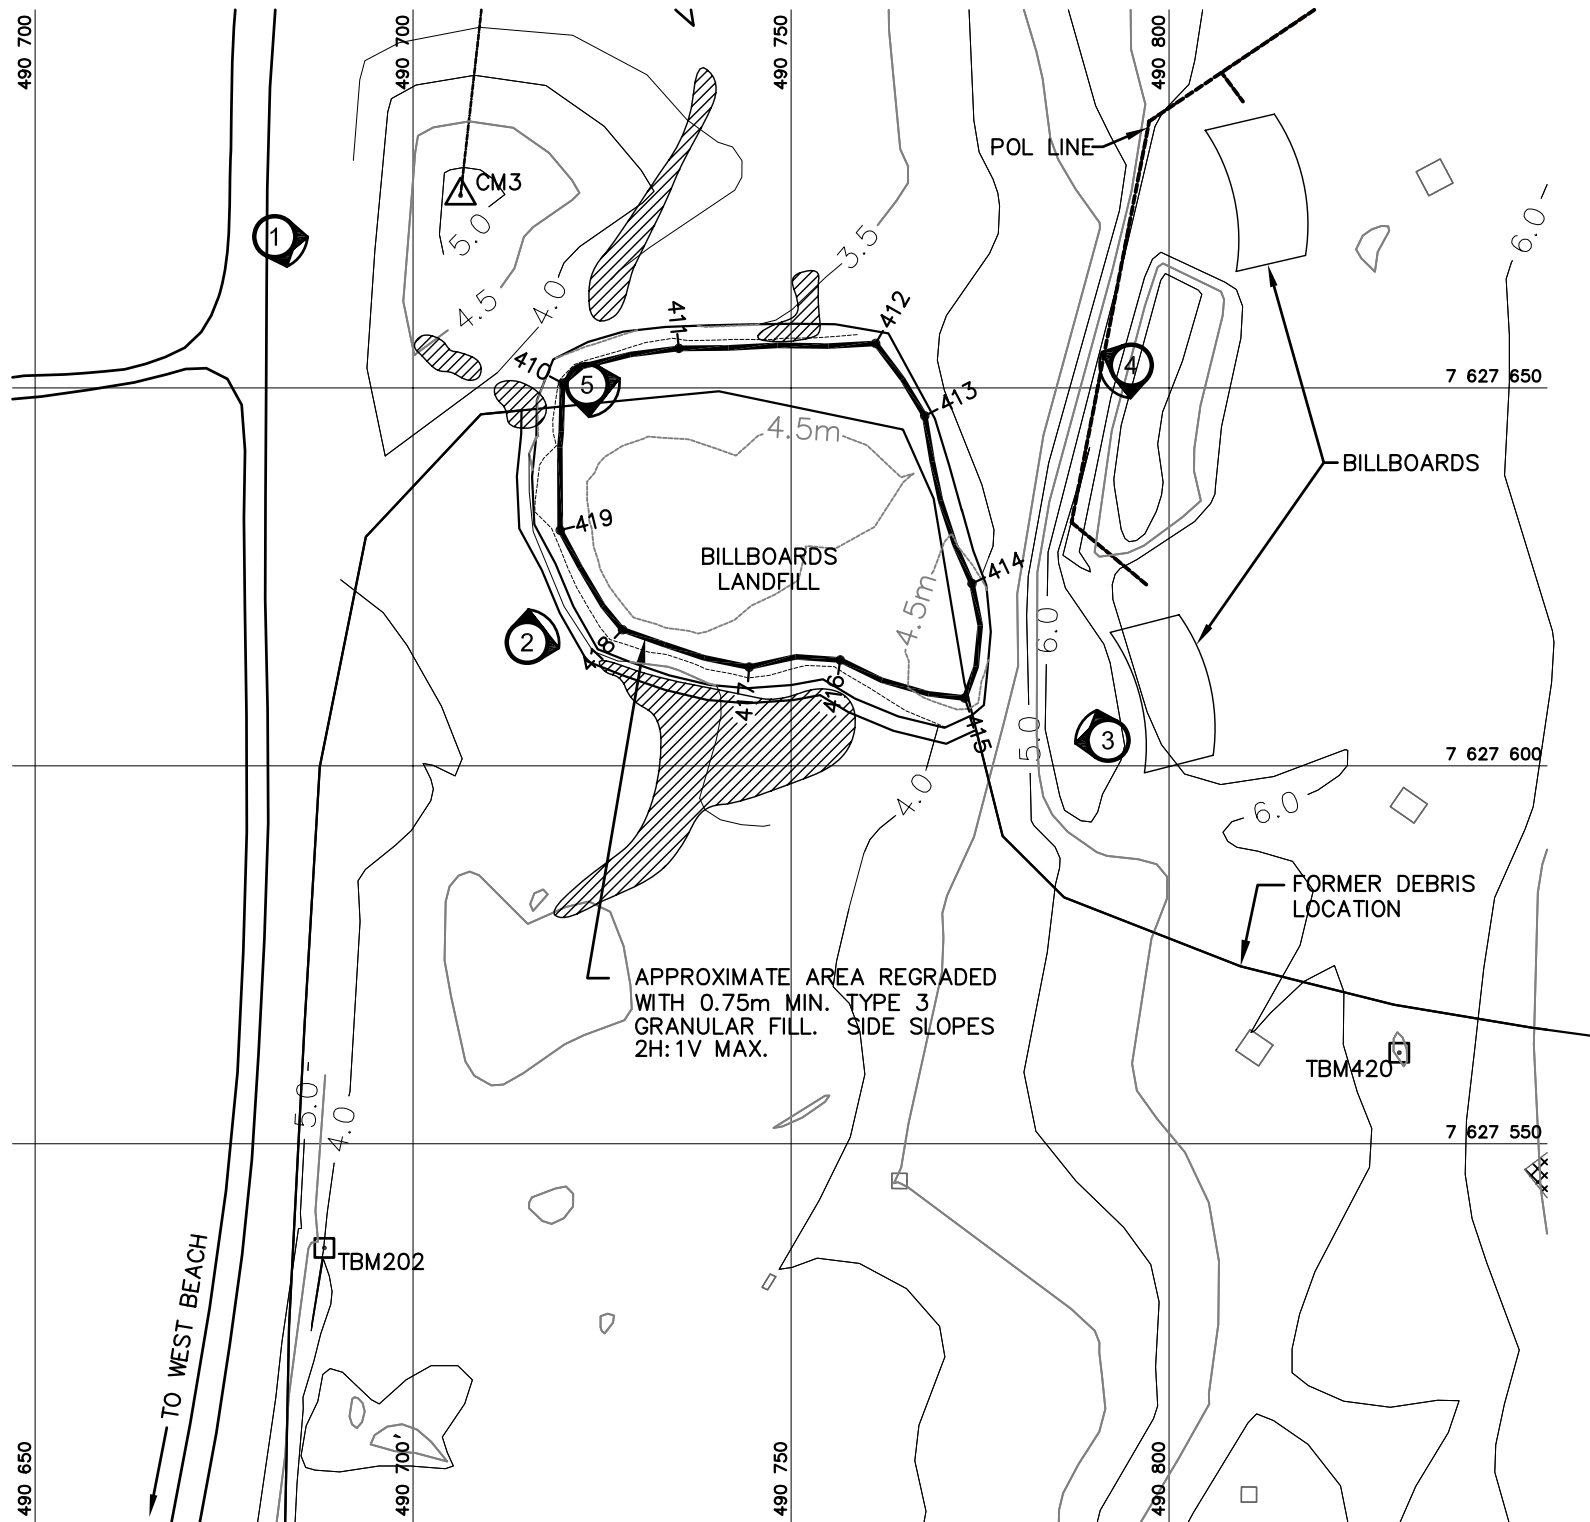 490 700
490 700
490 750
490 800
POL LINE
CM3
5.0
6.0
1
3.5
4.0
4.5
412
411
410
4
5
7 627 650
413
4.5m
BILLBOARDS
419
BILLBOARDS
LANDFILL
414
4.5m
6.0
2
418
417
416
415
5.0
3
7 627 600
4.0
6.0
FORMER DEBRIS
LOCATION
APPROXIMATE AREA REGRADED
WITH 0.75m MIN. TYPE 3
GRANULAR FILL. SIDE SLOPES
2H:1V MAX.
TBM420
5.0
4.0
7 627 550
TBM202
TO WEST BEACH
490 650
490 700'
490 750
490 800